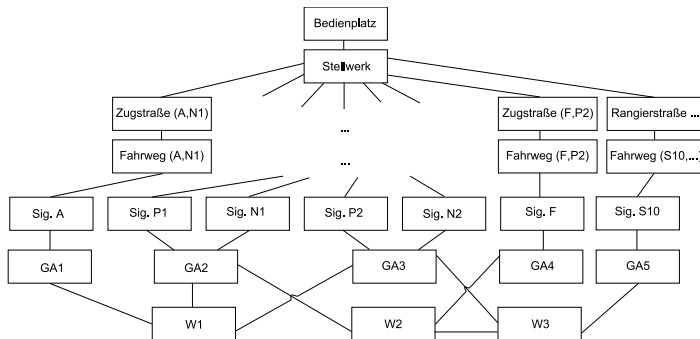 Bedienplatz
Stellwerk
Zugstraße (A,N1)
Zugstraße (F,P2)
Rangierstraße ...
...
Fahrweg (A,N1)
Fahrweg (F,P2)
Fahrweg (S10,...)
...
Sig. A
Sig. P1
Sig. N1
Sig. P2
Sig. N2
Sig. F
Sig. S10
GA1
GA2
GA3
GA4
GA5
W1
W2
W3